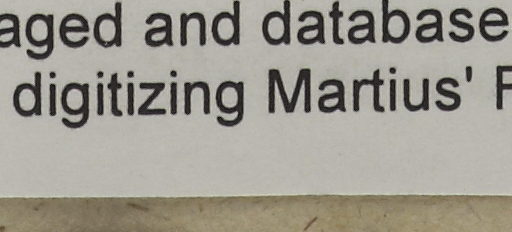 aged and database
digitizing Martius'